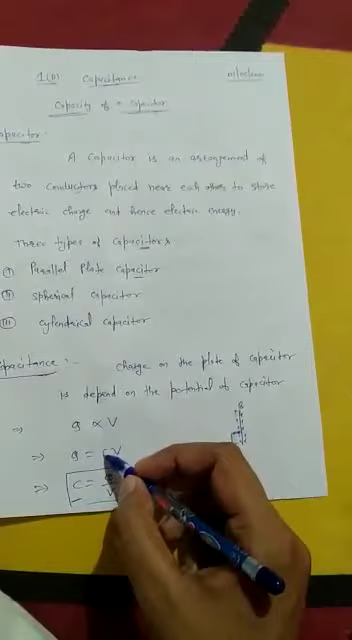 1(D) Capacitance
Capacity of a Capacitor
apacitor:
A Capacitor is an arrangement of
two conductors placed near each other to store
electric charge and hence electric energy.
Three types of capacitors
(I) Parallel Plate Capacitor
(II) spherical Capacitor
(III) cylindrical Capacitor
apacitance :- charge on the plate of capacitor
is depend on the potential of capacitor
⇒ Q ∝ V
⇒ Q = CV
⇒ C =